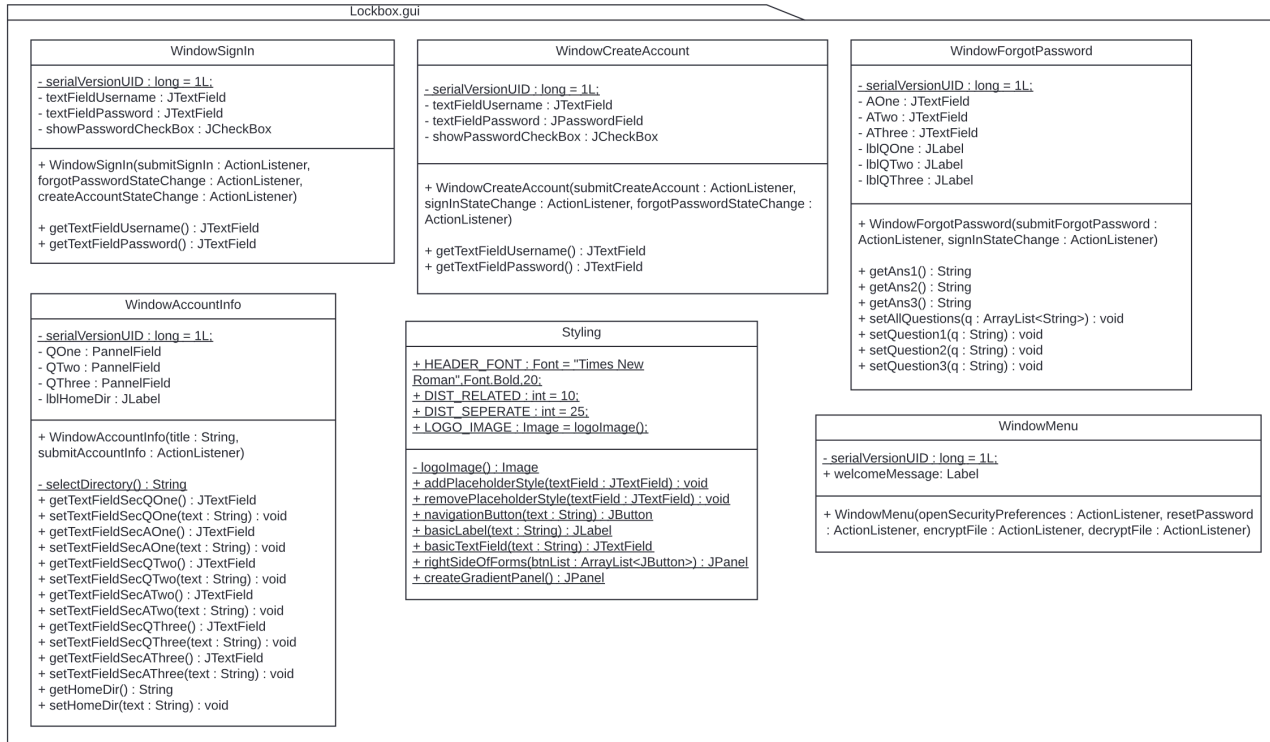 Lockbox.gui
WindowSignIn
- serialVersionUID : long = 1L;
- textFieldUsername : JTextField
- textFieldPassword : JTextField
- showPasswordCheckBox : JCheckBox
+ WindowSignIn(submitSignIn : ActionListener,
forgotPasswordStateChange : ActionListener,
createAccountStateChange : ActionListener)
+ getTextFieldUsername() : JTextField
+ getTextFieldPassword() : JTextField
WindowCreateAccount
- serialVersionUID : long = 1L;
- textFieldUsername : JTextField
- textFieldPassword : JPasswordField
- showPasswordCheckBox : JCheckBox
+ WindowCreateAccount(submitCreateAccount : ActionListener,
signInStateChange : ActionListener, forgotPasswordStateChange :
ActionListener)
+ getTextFieldUsername() : JTextField
+ getTextFieldPassword() : JTextField
WindowForgotPassword
- serialVersionUID : long = 1L;
- AOne : JTextField
- ATwo : JTextField
- AThree : JTextField
- lblQOne : JLabel
- lblQTwo : JLabel
- lblQThree : JLabel
+ WindowForgotPassword(submitForgotPassword :
ActionListener, signInStateChange : ActionListener)
+ getAns1() : String
+ getAns2() : String
+ getAns3() : String
+ setAllQuestions(q : ArrayList<String>) : void
+ setQuestion1(q : String) : void
+ setQuestion2(q : String) : void
+ setQuestion3(q : String) : void
WindowAccountInfo
- serialVersionUID : long = 1L;
- QOne : PannelField
- QTwo : PannelField
- QThree : PannelField
- lblHomeDir : JLabel
+ WindowAccountInfo(title : String,
submitAccountInfo : ActionListener)
- selectDirectory() : String
+ getTextFieldSecQOne() : JTextField
+ setTextFieldSecQOne(text : String) : void
+ getTextFieldSecAOne() : JTextField
+ setTextFieldSecAOne(text : String) : void
+ getTextFieldSecQTwo() : JTextField
+ setTextFieldSecQTwo(text : String) : void
+ getTextFieldSecATwo() : JTextField
+ setTextFieldSecATwo(text : String) : void
+ getTextFieldSecQThree() : JTextField
+ setTextFieldSecQThree(text : String) : void
+ getTextFieldSecAThree() : JTextField
+ setTextFieldSecAThree(text : String) : void
+ getHomeDir() : String
+ setHomeDir(text : String) : void
Styling
+ HEADER_FONT : Font = "Times New
Roman",Font.Bold,20;
+ DIST_RELATED : int = 10;
+ DIST_SEPERATE : int = 25;
+ LOGO_IMAGE : Image = logoImage();
- logoImage() : Image
+ addPlaceholderStyle(textField : JTextField) : void
+ removePlaceholderStyle(textField : JTextField) : void
+ navigationButton(text : String) : JButton
+ basicLabel(text : String) : JLabel
+ basicTextField(text : String) : JTextField
+ rightSideOfForms(btnList : ArrayList<JButton>) : JPanel
+ createGradientPanel() : JPanel
WindowMenu
- serialVersionUID : long = 1L;
+ welcomeMessage: Label
+ WindowMenu(openSecurityPreferences : ActionListener, resetPassword
: ActionListener, encryptFile : ActionListener, decryptFile : ActionListener)